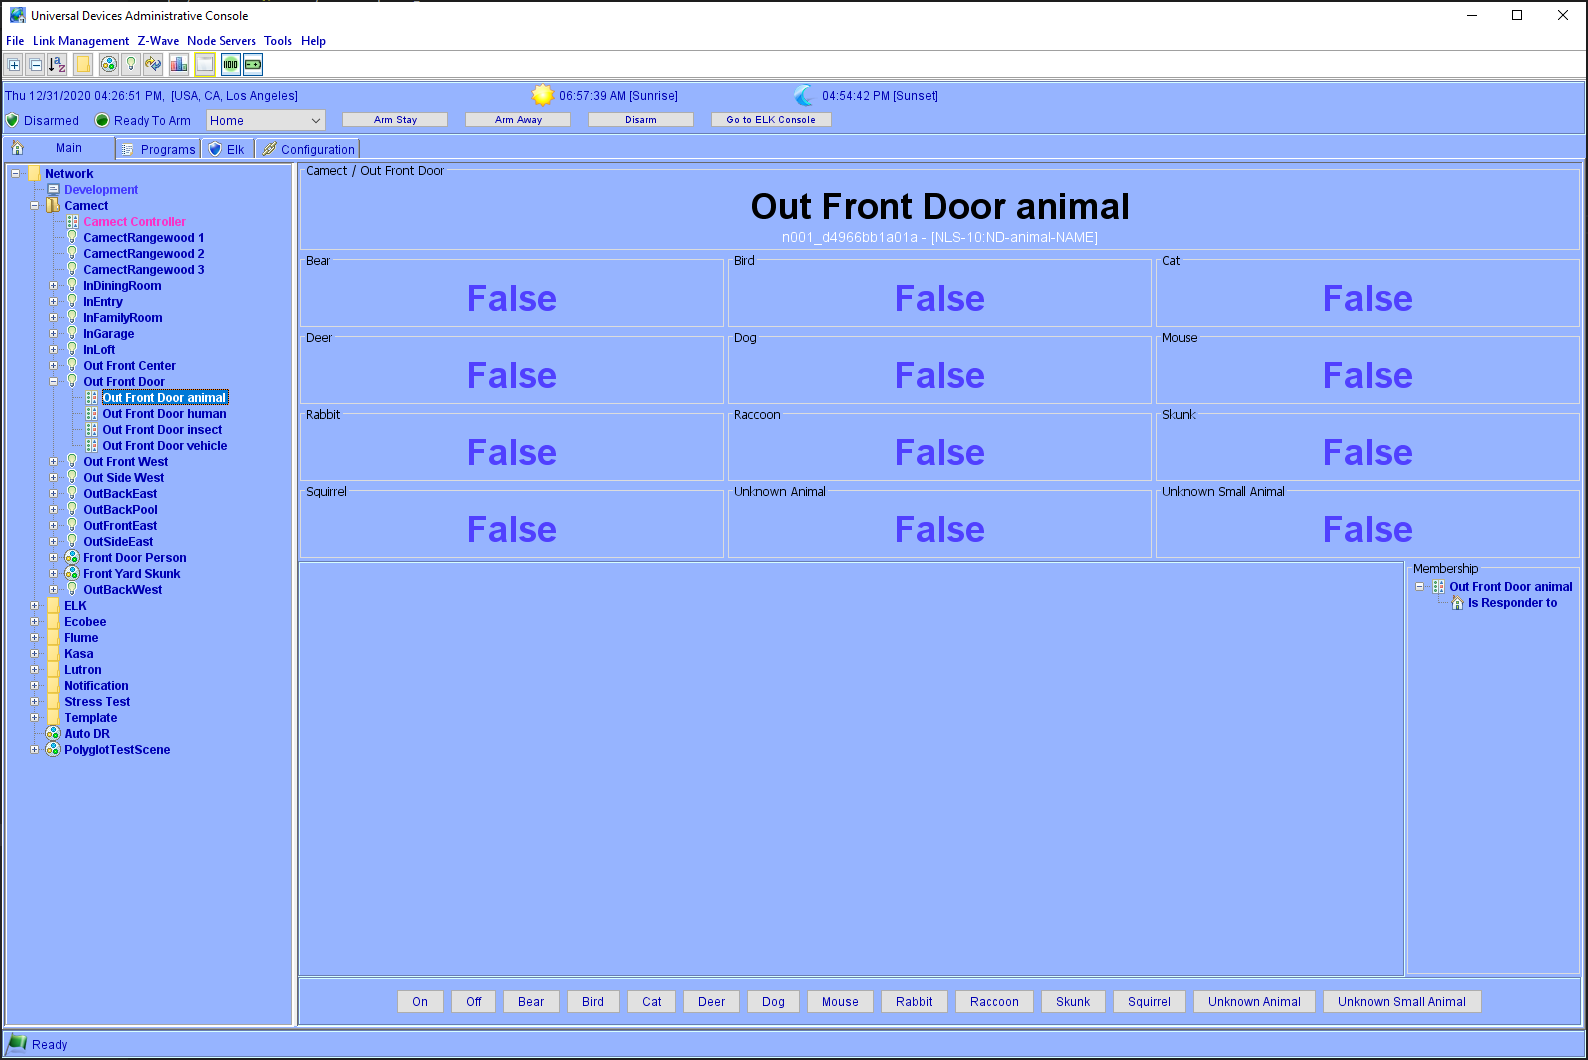 Universal Devices Administrative Console
File Link Management Z-Wave Node Servers Tools Help
Thu 12/31/2020 04:26:51 PM, [USA, CA, Los Angeles] 06:57:39 AM [Sunrise] 04:54:42 PM [Sunset]
Disarmed Ready To Arm Home Arm Stay Arm Away Disarm Go to ELK Console
Main Programs Elk Configuration
Network
Development
Camect
Camect Controller
CamectRangewood 1
CamectRangewood 2
CamectRangewood 3
InDiningRoom
InEntry
InFamilyRoom
InGarage
InLoft
Out Front Center
Out Front Door
Out Front Door animal
Out Front Door human
Out Front Door insect
Out Front Door vehicle
Out Front West
Out Side West
OutBackEast
OutBackPool
OutFrontEast
OutSideEast
Front Door Person
Front Yard Skunk
OutBackWest
ELK
Ecobee
Flume
Kasa
Lutron
Notification
Stress Test
Template
Auto DR
PolyglotTestScene
Camect / Out Front Door
Out Front Door animal
n001_d4966bb1a01a - [NLS-10:ND-animal-NAME]
Bear Bird Cat
False False False
Deer Dog Mouse
False False False
Rabbit Raccoon Skunk
False False False
Squirrel Unknown Animal Unknown Small Animal
False False False
Membership
Out Front Door animal
Is Responder to
On Off Bear Bird Cat Deer Dog Mouse Rabbit Raccoon Skunk Squirrel Unknown Animal Unknown Small Animal
Ready